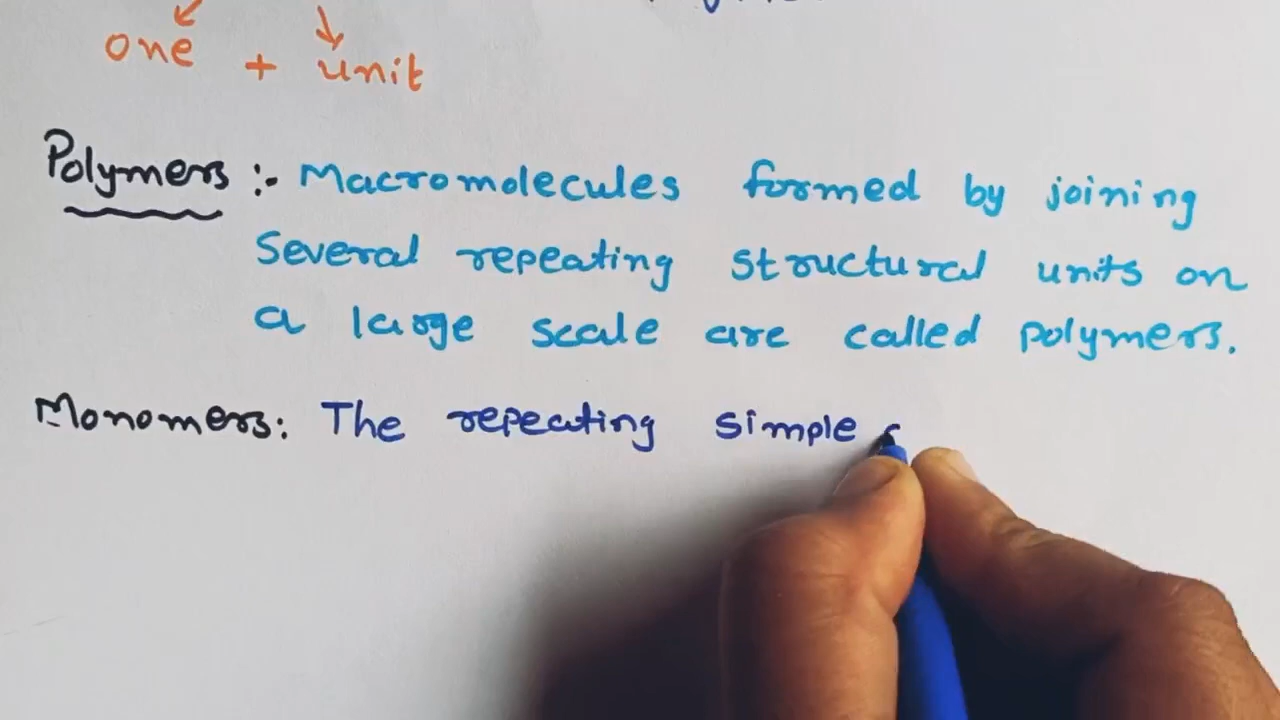 one + unit
Polymers :- Macromolecules formed by joining
Several repeating structural units on
a large scale are called polymers.
Monomers: The repeating simple